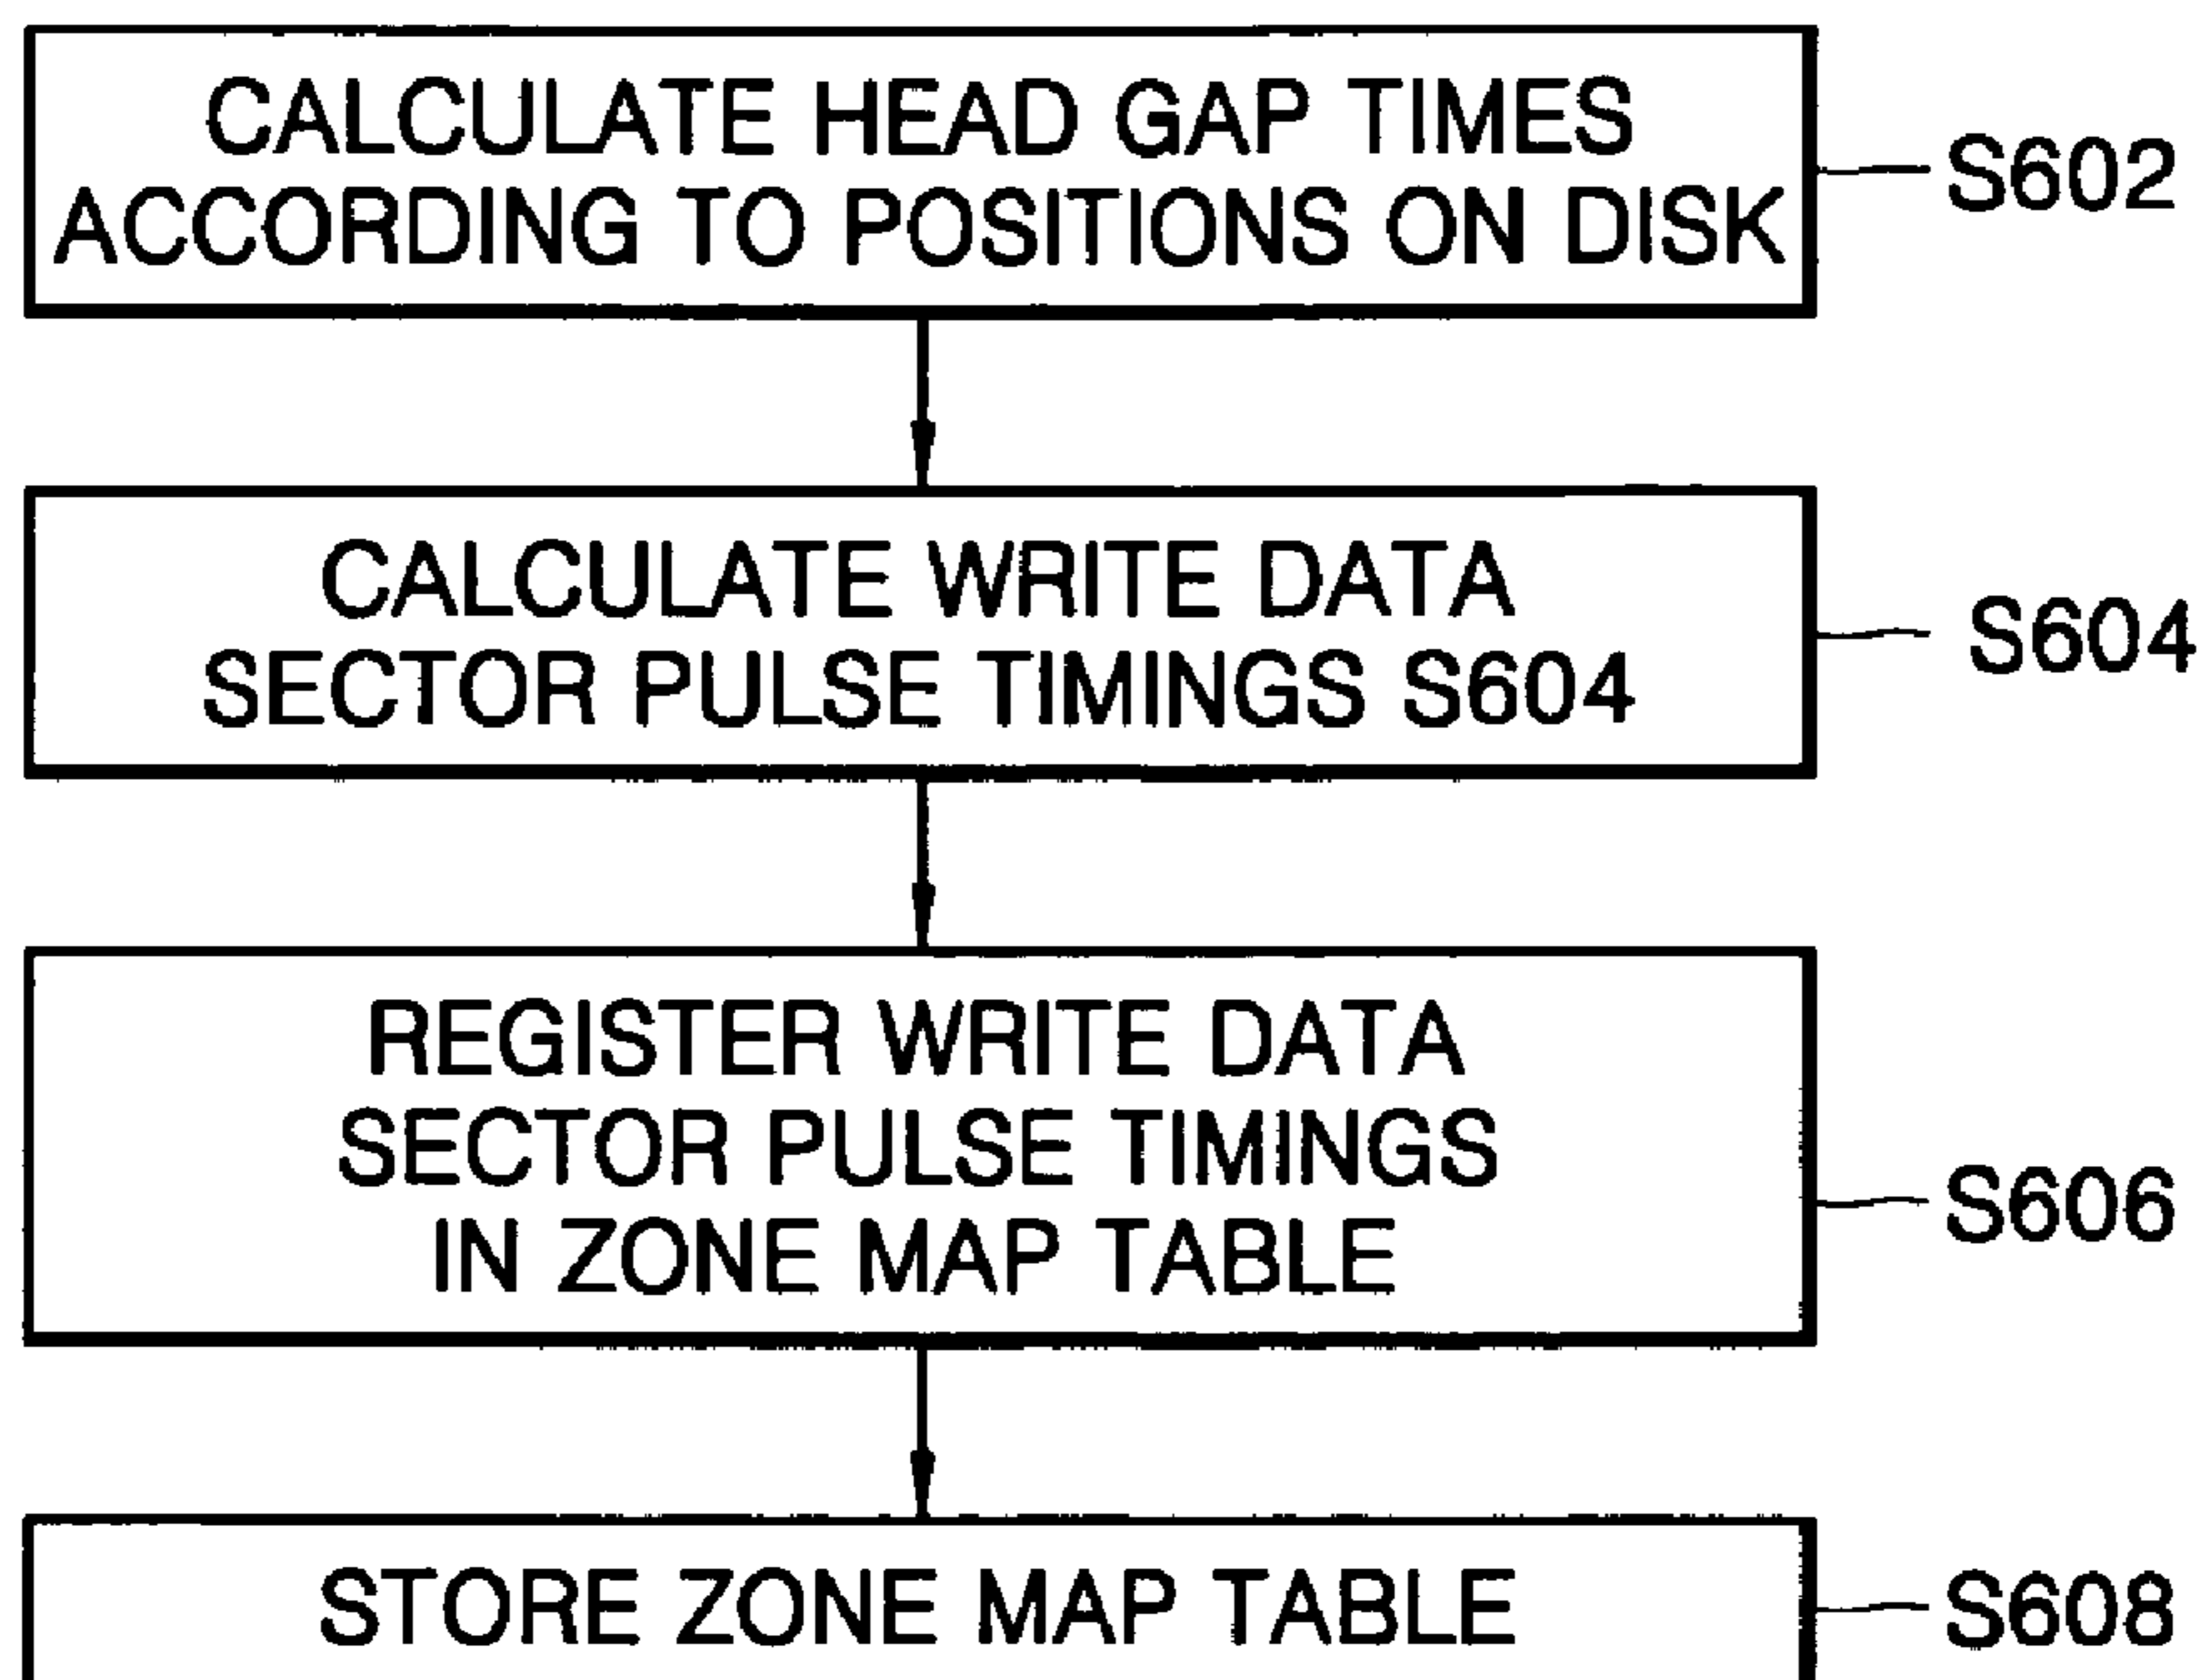 CALCULATE HEAD GAP TIMES
ACCORDING TO POSITIONS ON DISK
S602
CALCULATE WRITE DATA
SECTOR PULSE TIMINGS S604
S604
REGISTER WRITE DATA
SECTOR PULSE TIMINGS
IN ZONE MAP TABLE
S606
STORE ZONE MAP TABLE
S608